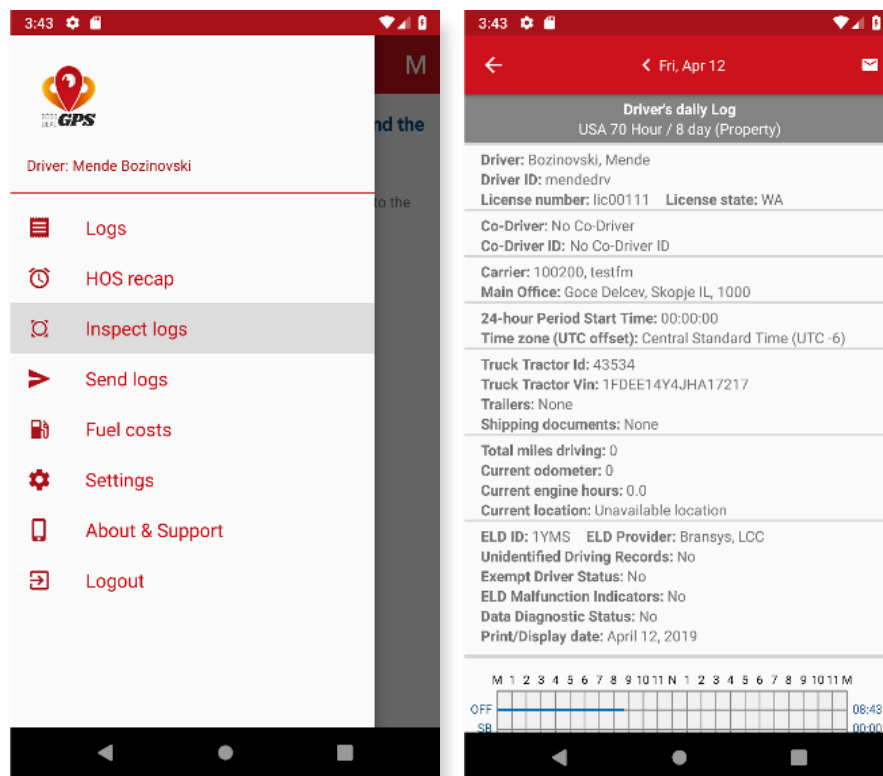 3:43
M
GPS
nd the
Driver: Mende Bozinovski
to the
Logs
HOS recap
Inspect logs
Send logs
Fuel costs
Settings
About & Support
Logout
3:43
Fri, Apr 12
Driver's daily Log
USA 70 Hour / 8 day (Property)
Driver: Bozinovski, Mende
Driver ID: mendedrv
License number: lic00111 License state: WA
Co-Driver: No Co-Driver
Co-Driver ID: No Co-Driver ID
Carrier: 100200, testfm
Main Office: Goce Delcev, Skopje IL, 1000
24-hour Period Start Time: 00:00:00
Time zone (UTC offset): Central Standard Time (UTC -6)
Truck Tractor Id: 43534
Truck Tractor Vin: 1FDEE14Y4JHA17217
Trailers: None
Shipping documents: None
Total miles driving: 0
Current odometer: 0
Current engine hours: 0.0
Current location: Unavailable location
ELD ID: 1YMS ELD Provider: Bransys, LCC
Unidentified Driving Records: No
Exempt Driver Status: No
ELD Malfunction Indicators: No
Data Diagnostic Status: No
Print/Display date: April 12, 2019
M 1 2 3 4 5 6 7 8 9 10 11 N 1 2 3 4 5 6 7 8 9 10 11 M
OFF 08:43
SB 00:00